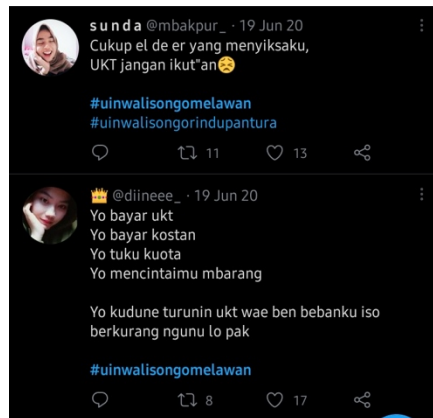 s u n d a @mbakpur_ · 19 Jun 20
Cukup el de er yang menyiksaku,
UKT jangan ikut"an😣
#uinwalisongomelawan
#uinwalisongorindupantura
11 13
👑 @diineee_ · 19 Jun 20
Yo bayar ukt
Yo bayar kostan
Yo tuku kuota
Yo mencintaimu mbarang
Yo kudune turunin ukt wae ben bebanku iso
berkurang ngunu lo pak
#uinwalisongomelawan
8 17